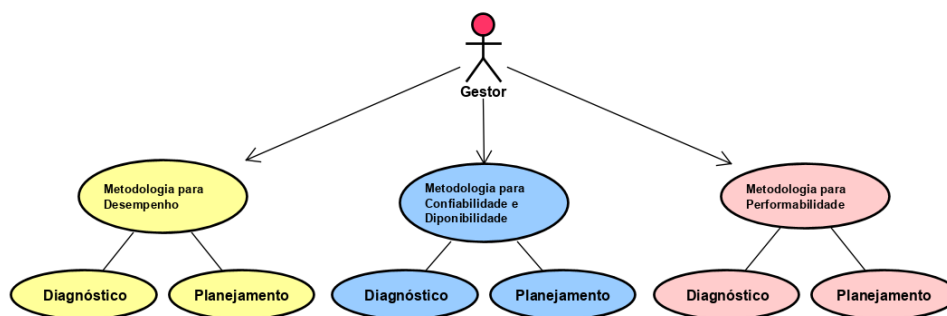 Gestor
Metodologia para
Desempenho
Metodologia para
Confiabilidade e
Diponibilidade
Metodologia para
Performabilidade
Diagnóstico
Planejamento
Diagnóstico
Planejamento
Diagnóstico
Planejamento